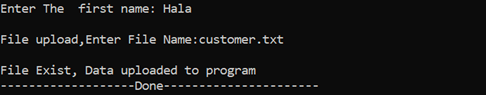 Enter The  first name: Hala
File upload,Enter File Name:customer.txt
File Exist, Data uploaded to program
------------------Done---------------------